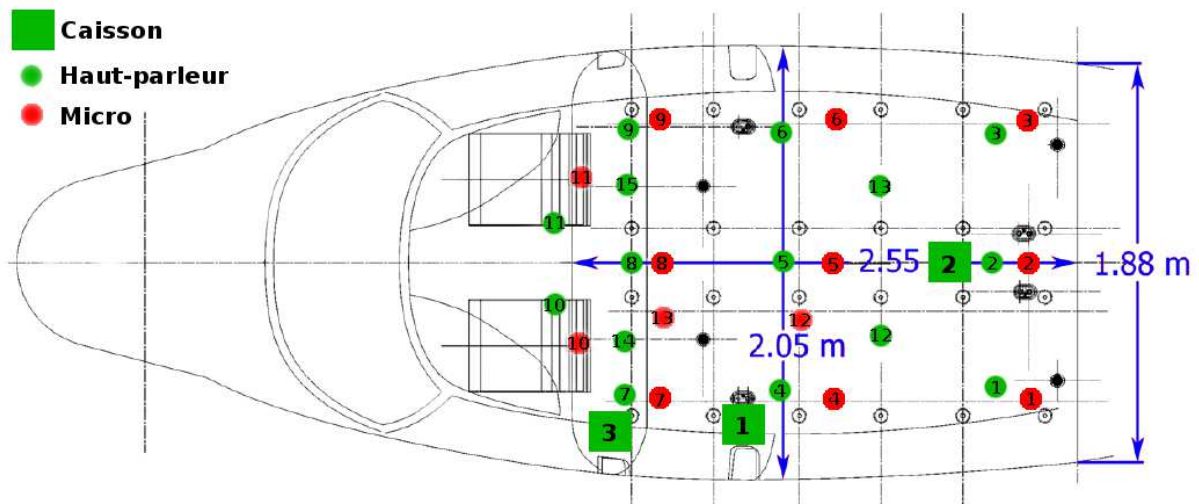 Caisson
Haut-parleur
Micro
9 9 6 6 3 3
11 15 13
11
8 8 5 5 2.55 2 2 2 1.88 m
10 13 12
10 14 2.05 m 12
7 7 4 4 1 1
3 1